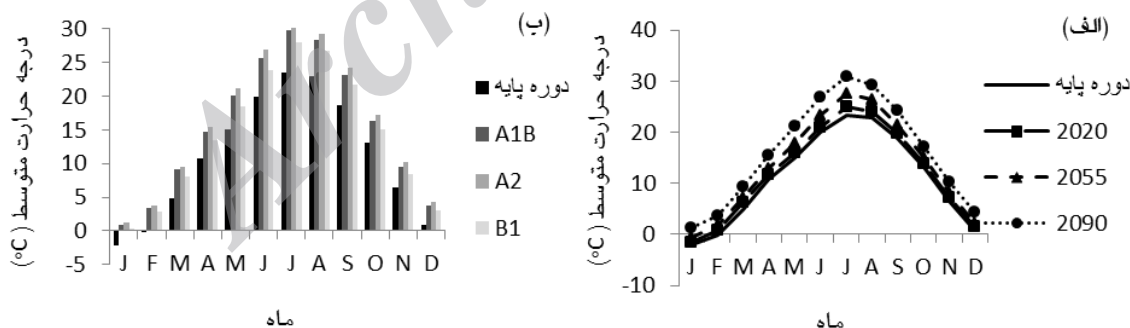 (الف)
درجه حرارت متوسط (°C)
40
30
20
10
0
-10
J F M A M J J A S O N D
ماه
دوره پایه
2020
2055
2090
(ب)
درجه حرارت متوسط (°C)
30
25
20
15
10
5
0
-5
J F M A M J J A S O N D
ماه
دوره پایه
A1B
A2
B1